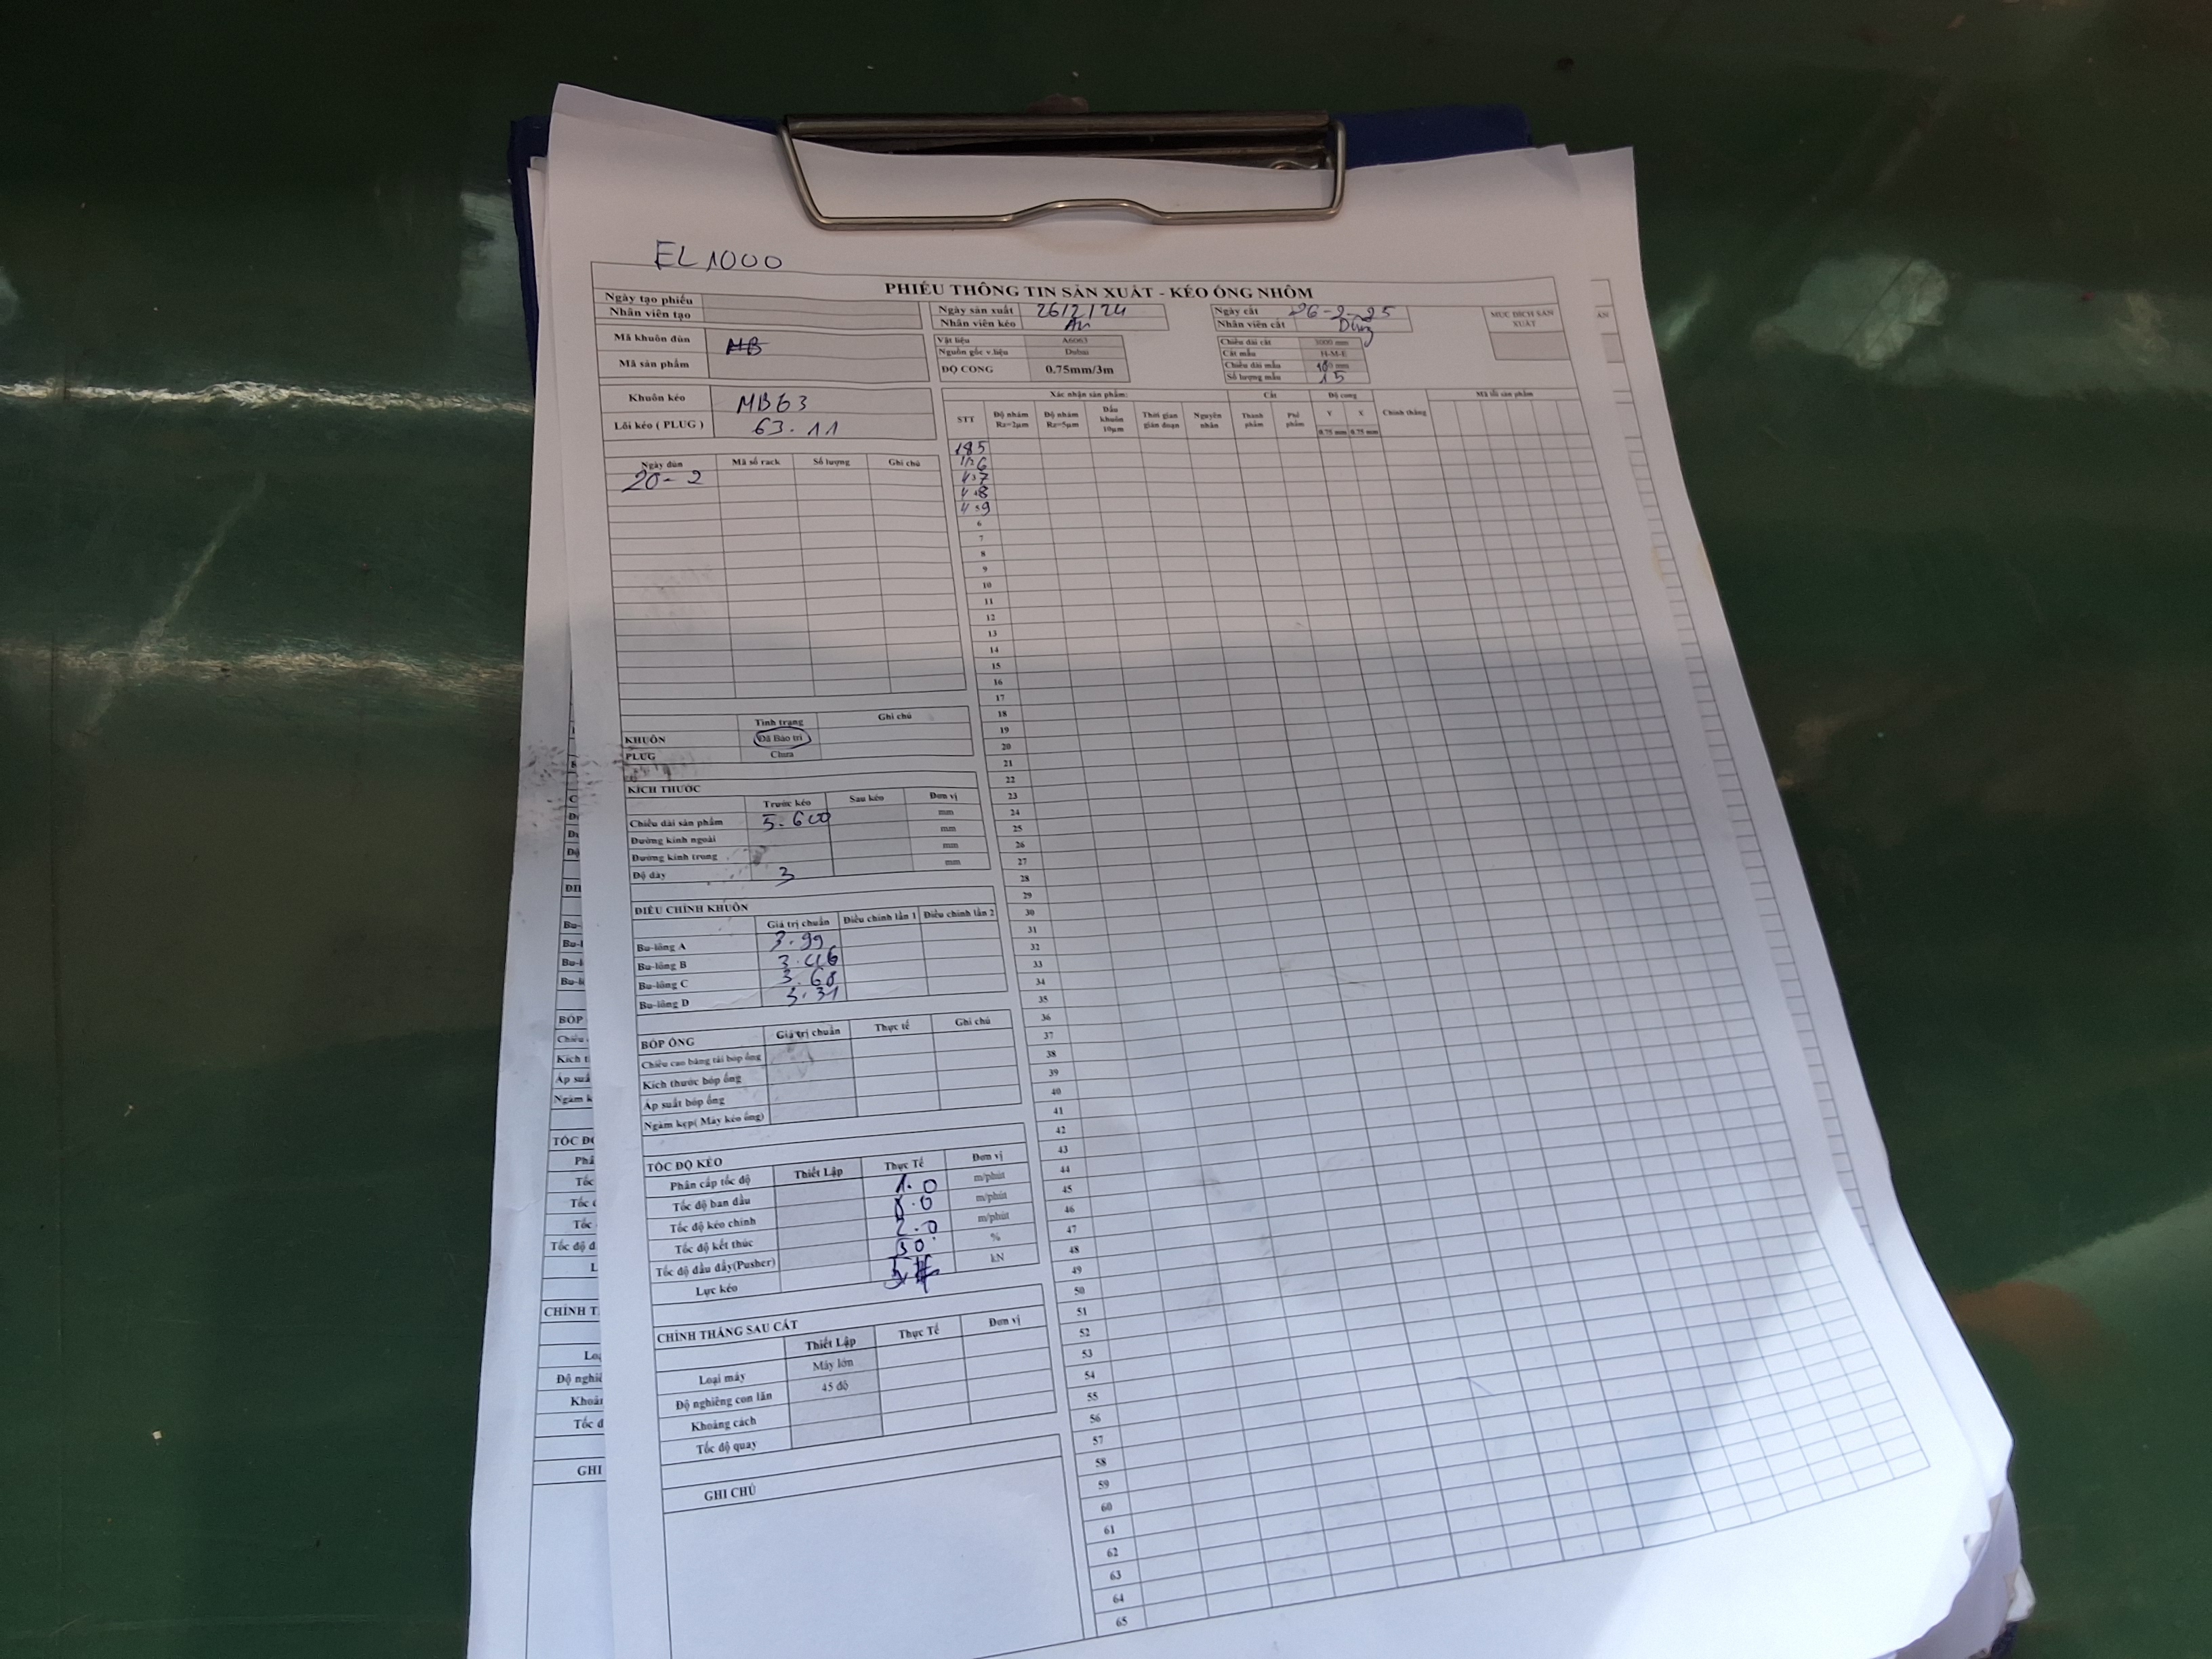 EL 1000
PHIẾU THÔNG TIN SẢN XUẤT - KÉO ỐNG NHÔM
Ngày tạo phiếu
Nhân viên tạo
Ngày sản xuất 26/2/24
Nhân viên kéo An
Ngày cắt 26-2-25
Nhân viên cắt Dũng
MỤC ĐÍCH SẢN XUẤT
Mã khuôn đùn MB
Mã sản phẩm
Vật liệu A6063
Nguồn gốc v.liệu Dubai
ĐỘ CONG 0.75mm/3m
Chiều dài cắt 3000 mm
Cắt mẫu H-M-E
Chiều dài mẫu mm
Số lượng mẫu 15
Khuôn kéo MB63
Lõi kéo ( PLUG ) 63.11
Ngày đùn Mã số rack Số lượng Ghi chú
20-2
Tình trạng Ghi chú
KHUÔN Đã Bảo trì
PLUG Chưa
KÍCH THƯỚC
Trước kéo Sau kéo Đơn vị
Chiều dài sản phẩm 5.600 mm
Đường kính ngoài mm
Đường kính trong mm
Độ dày 3 mm
ĐIỀU CHỈNH KHUÔN
Giá trị chuẩn Điều chỉnh lần 1 Điều chỉnh lần 2
Bu-lông A 3.99
Bu-lông B 3.46
Bu-lông C 3.68
Bu-lông D 3.31
BÓP ỐNG Giá trị chuẩn Thực tế Ghi chú
Chiều cao băng tải bóp ống
Kích thước bóp ống
Áp suất bóp ống
Ngàm kẹp( Máy kéo ống)
TỐC ĐỘ KÉO
Phân cấp tốc độ Thiết Lập Thực Tế Đơn vị
Tốc độ ban đầu 1.0 m/phút
Tốc độ kéo chính 8.0 m/phút
Tốc độ kết thúc 2.0 m/phút
Tốc độ đầu đẩy(Pusher) 30 %
Lực kéo kN
CHỈNH THẲNG SAU CẮT
Thiết Lập Thực Tế Đơn vị
Loại máy Máy lớn
Độ nghiêng con lăn 45 độ
Khoảng cách
Tốc độ quay
GHI CHÚ
Xác nhận sản phẩm: Cắt Độ cong Mã lỗi sản phẩm
STT Độ nhám Rz=2µm Độ nhám Rz=5µm Dấu khuôn 10µm Thời gian gián đoạn Nguyên nhân Thành phẩm Phế phẩm Y X Chỉnh thẳng
0.75 mm 0.75 mm
185
6
7
8
9
10
11
12
13
14
15
16
17
18
19
20
21
22
23
24
25
26
27
28
29
30
31
32
33
34
35
36
37
38
39
40
41
42
43
44
45
46
47
48
49
50
51
52
53
54
55
56
57
58
59
60
61
62
63
64
65